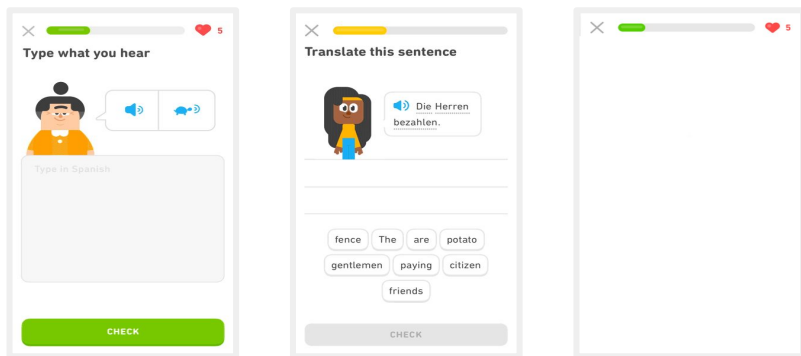 5
Type what you hear
Type in Spanish
CHECK
Translate this sentence
Die Herren
bezahlen.
fence The are potato
gentlemen paying citizen
friends
CHECK
5